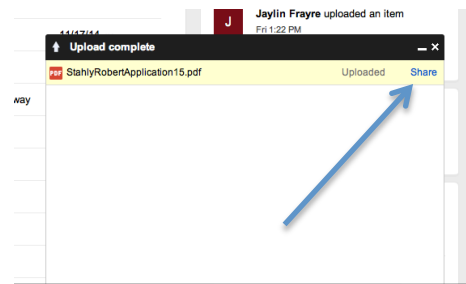 J
Jaylin Frayre uploaded an item
Fri 1:22 PM
11/17/14
Upload complete
PDF StahlyRobertApplication15.pdf Uploaded Share
way